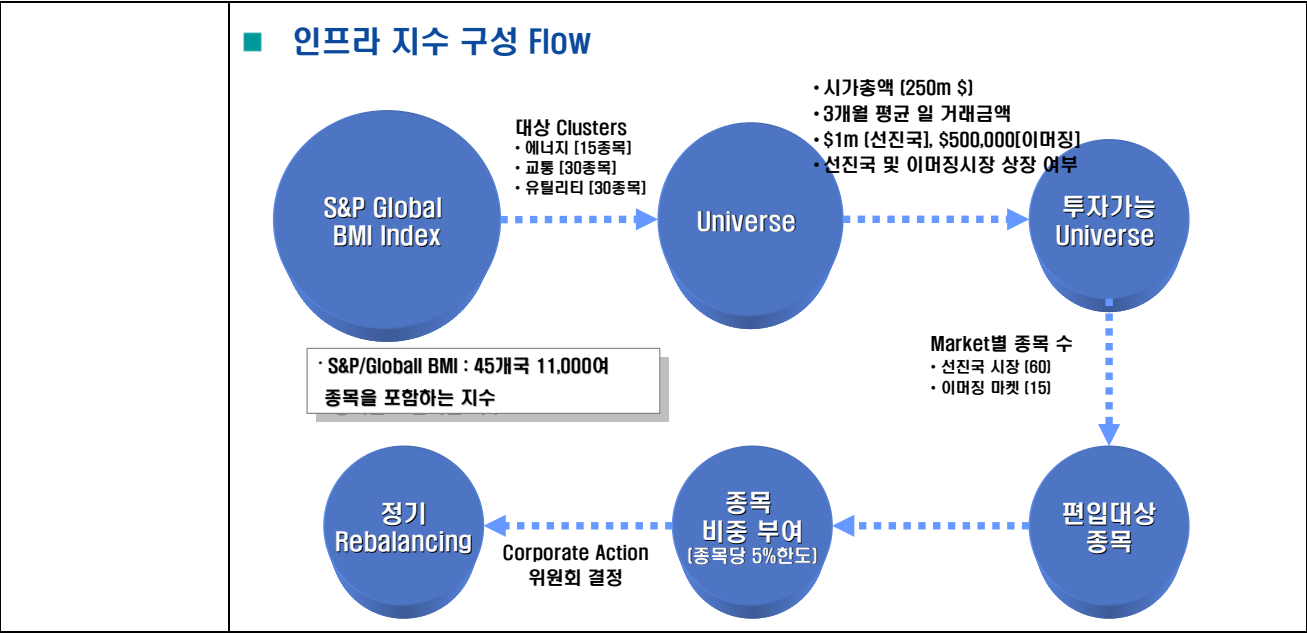 ■ 인프라 지수 구성 Flow
• 시가총액 (250m $)
• 3개월 평균 일 거래금액
• $1m (선진국), $500,000[이머징]
• 선진국 및 이머징시장 상장 여부
대상 Clusters
• 에너지 [15종목]
• 교통 [30종목]
• 유틸리티 [30종목]
S&P Global
BMI Index
Universe
투자가능
Universe
Market별 종목 수
• 선진국 시장 (60)
• 이머징 마켓 (15)
· S&P/Globall BMI : 45개국 11,000여
종목을 포함하는 지수
편입대상
종목
종목
비중 부여
(종목당 5%한도)
Corporate Action
위원회 결정
정기
Rebalancing